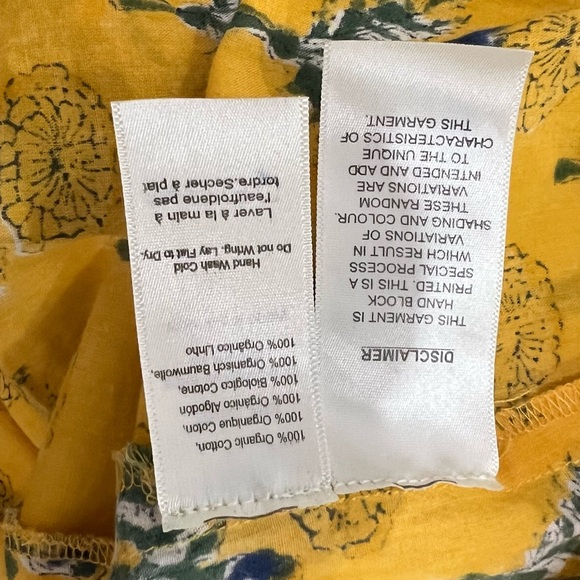 100% Organic Cotton,
100% Organique Coton,
100% Orgánico Algodón
100% Biologico Cotone,
100% Organisch Baumwolle,
100% Orgânico Linho
Hand Wash Cold
Do not Wring. Lay Flat to Dry.
Laver à la main à
l'eaufroidene pas
tordre.Secher à plat
DISCLAIMER
THIS GARMENT IS
HAND BLOCK
PRINTED. THIS IS A
SPECIAL PROCESS
WHICH RESULT IN
VARIATIONS OF
SHADING AND COLOUR.
THESE RANDOM
VARIATIONS ARE
INTENDED AND ADD
TO THE UNIQUE
CHARACTERISTICS OF
THIS GARMENT.